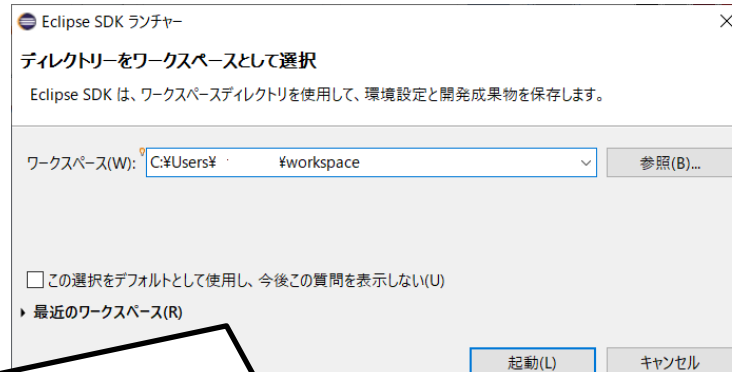 Eclipse SDK ランチャー
ディレクトリーをワークスペースとして選択
Eclipse SDK は、ワークスペースディレクトリを使用して、環境設定と開発成果物を保存します。
ワークスペース(W): C:¥Users¥ ¥workspace 参照(B)...
この選択をデフォルトとして使用し、今後この質問を表示しない(U)
最近のワークスペース(R)
起動(L) キャンセル